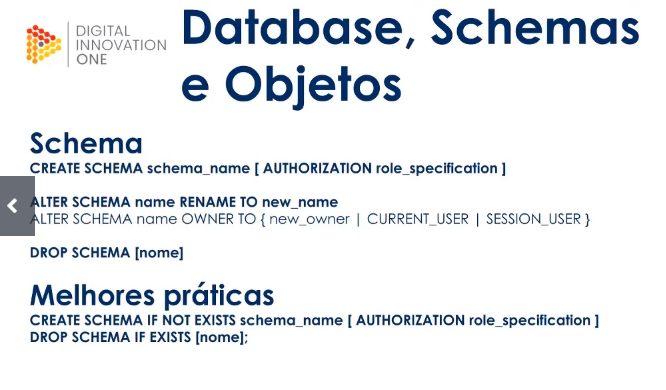 DIGITAL
INNOVATION
ONE
Database, Schemas
e Objetos
Schema
CREATE SCHEMA schema_name [ AUTHORIZATION role_specification ]
ALTER SCHEMA name RENAME TO new_name
ALTER SCHEMA name OWNER TO { new_owner | CURRENT_USER | SESSION_USER }
DROP SCHEMA [nome]
Melhores práticas
CREATE SCHEMA IF NOT EXISTS schema_name [ AUTHORIZATION role_specification ]
DROP SCHEMA IF EXISTS [nome];